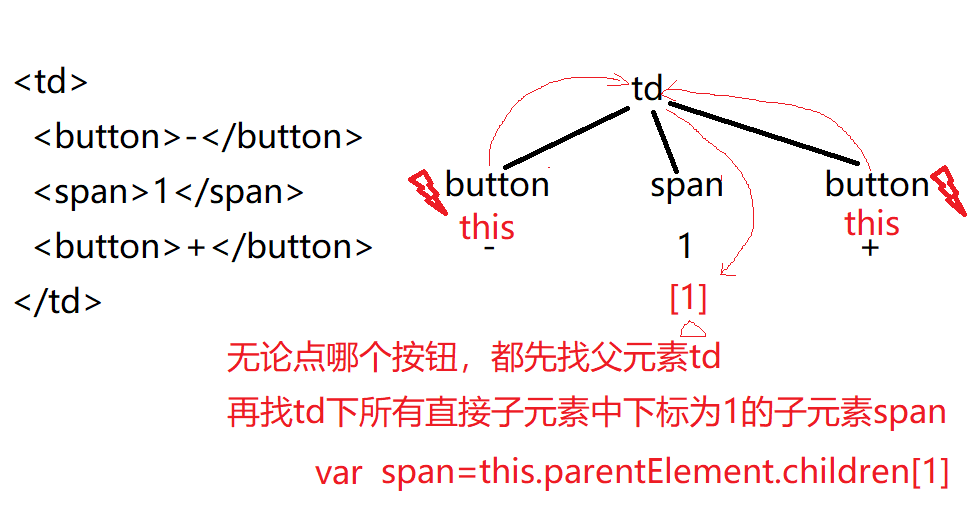 <td>
<button>-</button>
<span>1</span>
<button>+</button>
</td>
td
button span button
this this
- 1 +
[1]
无论点哪个按钮，都先找父元素td
再找td下所有直接子元素中下标为1的子元素span
var span=this.parentElement.children[1]